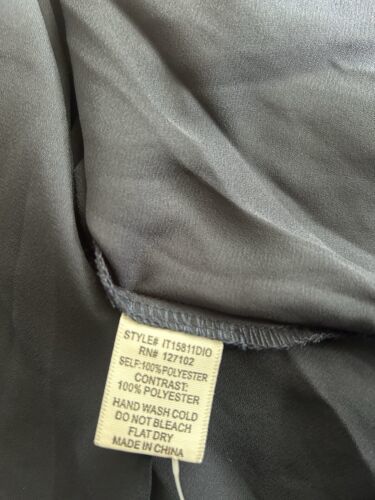 STYLE# IT15811DIO
RN# 127102
SELF:100%POLYESTER
CONTRAST:
100% POLYESTER
HAND WASH COLD
DO NOT BLEACH
FLAT DRY
MADE IN CHINA